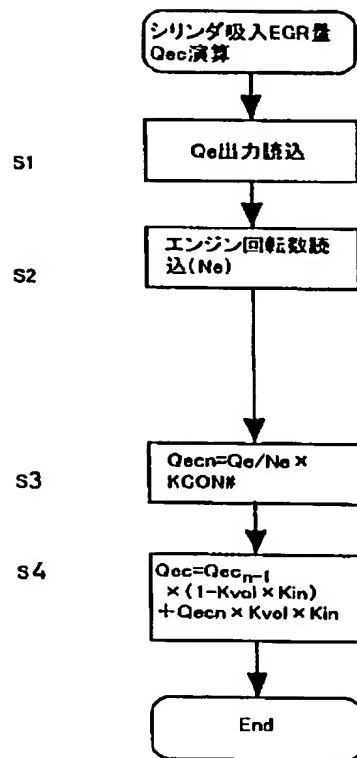 シリンダ吸入EGR量
Qec演算
S1
Qe出力読込
S2
エンジン回転数読
込(Ne)
S3
Qecn=Qe/Ne×
KCON#
S4
Qec=Qecn-1
×(1-Kvol×Kin)
+Qecn×Kvol×Kin
End